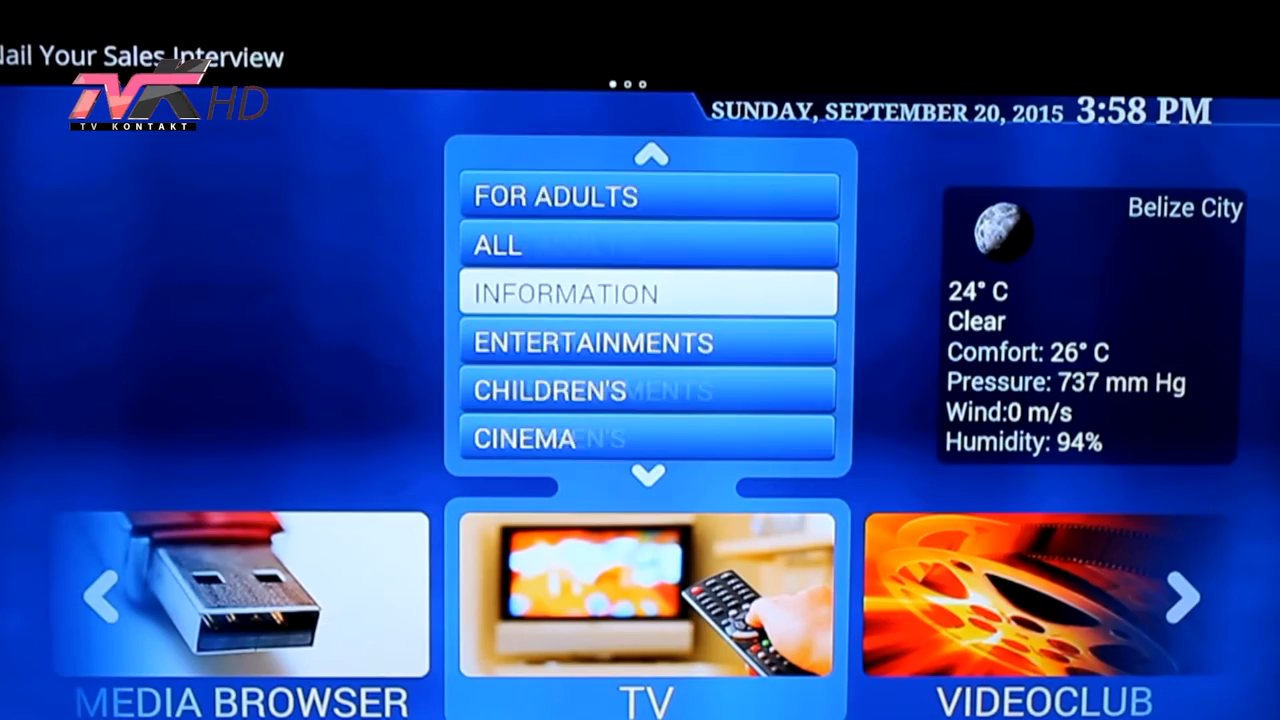 Nail Your Sales Interview
TVK HD
TV KONTAKT
SUNDAY, SEPTEMBER 20, 2015 3:58 PM
FOR ADULTS
ALL
INFORMATION
ENTERTAINMENTS
CHILDREN'S
CINEMA
Belize City
24° C
Clear
Comfort: 26° C
Pressure: 737 mm Hg
Wind:0 m/s
Humidity: 94%
MEDIA BROWSER
TV
VIDEOCLUB